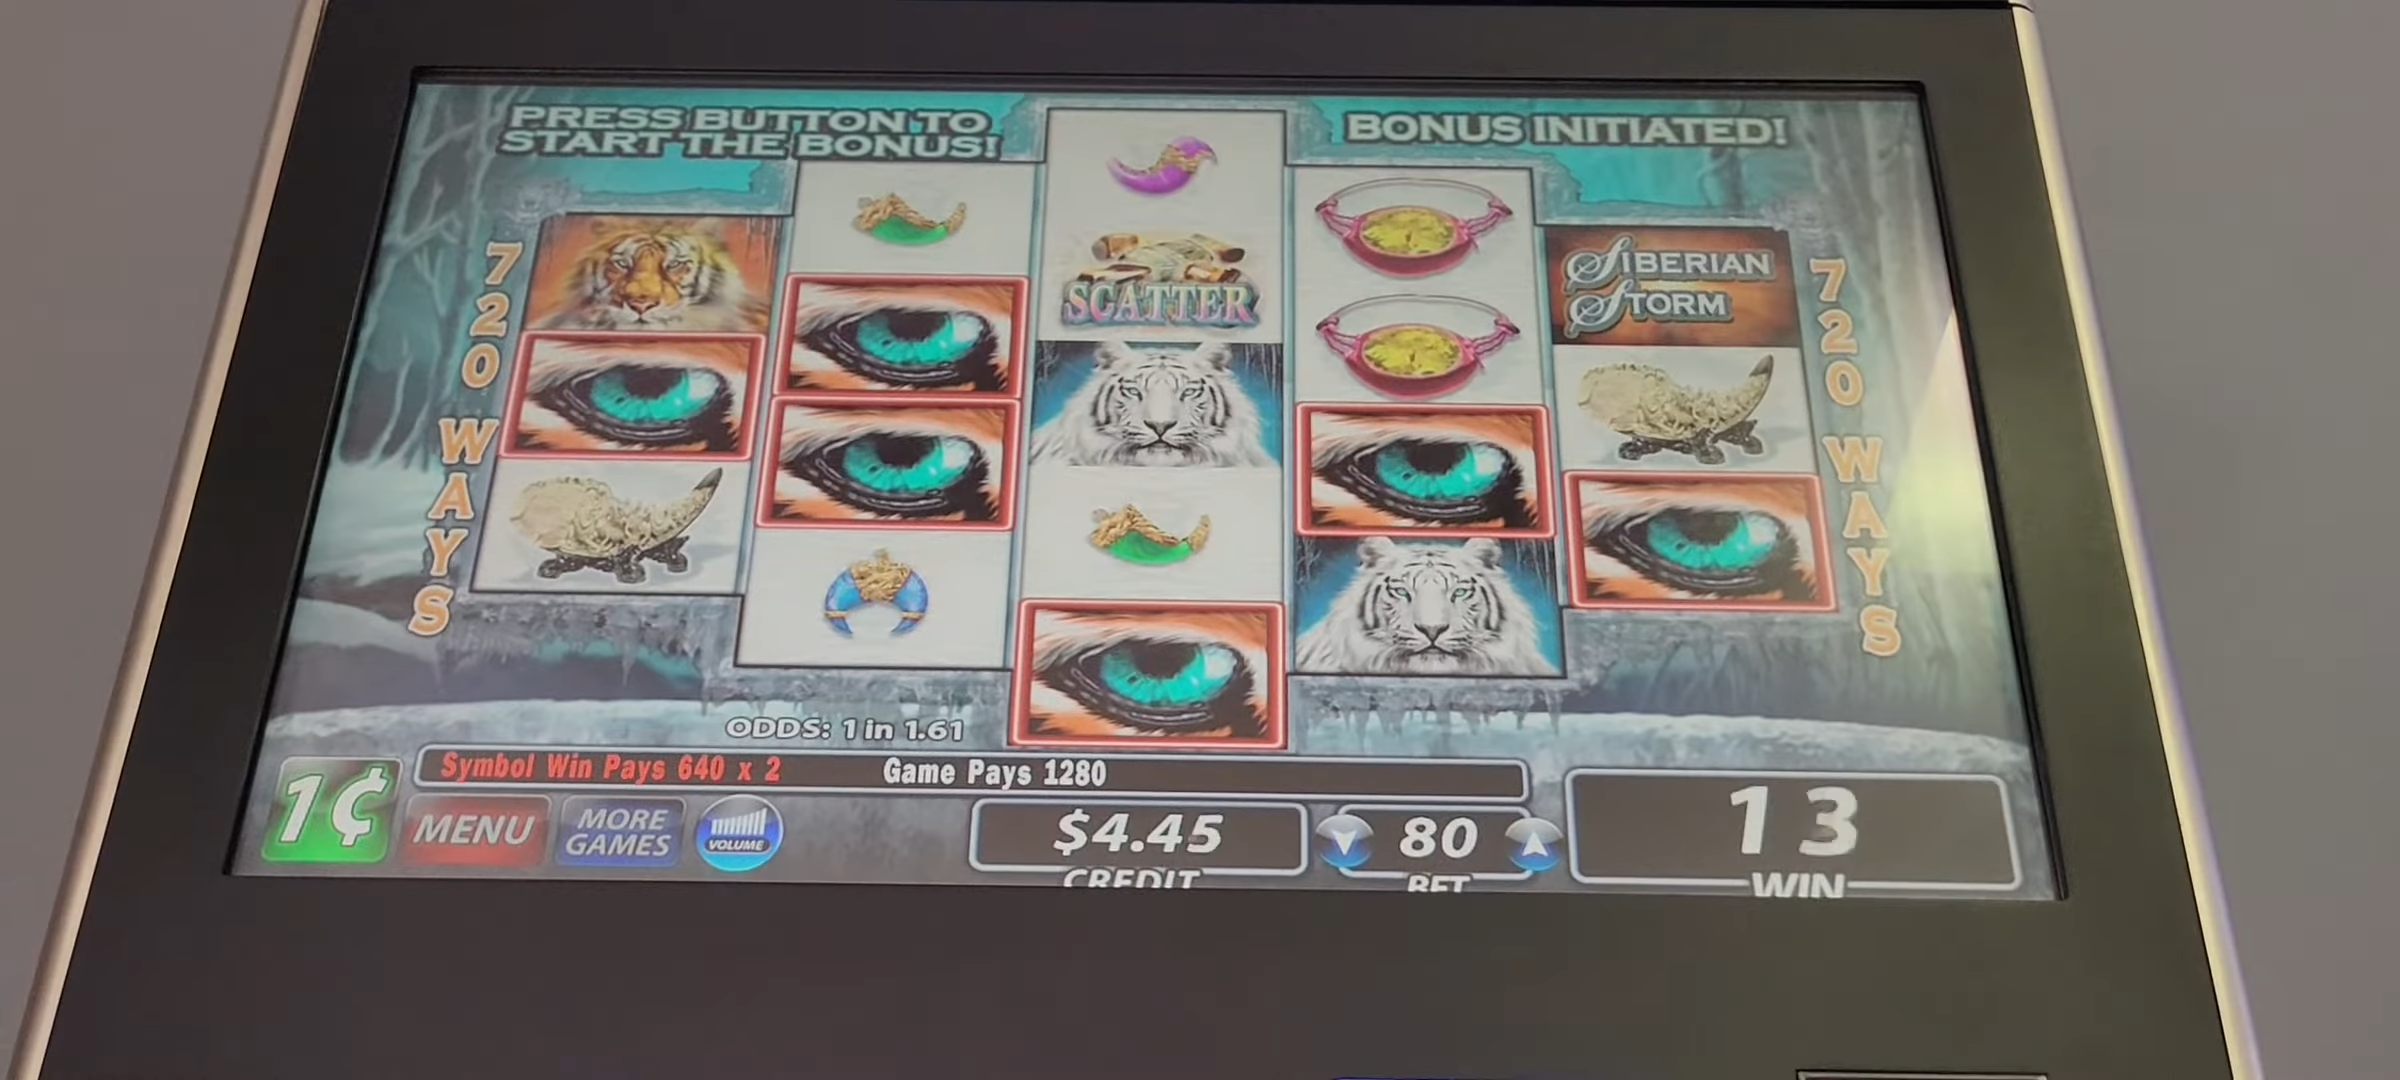 PRESS BUTTON TO
START THE BONUS!
BONUS INITIATED!
720 WAYS
SCATTER
SIBERIAN
STORM
720 WAYS
ODDS: 1 in 1.61
Symbol Win Pays 640 x 2
Game Pays 1280
1¢
MENU
MORE
GAMES
VOLUME
$4.45
CREDIT
80
BET
13
WIN